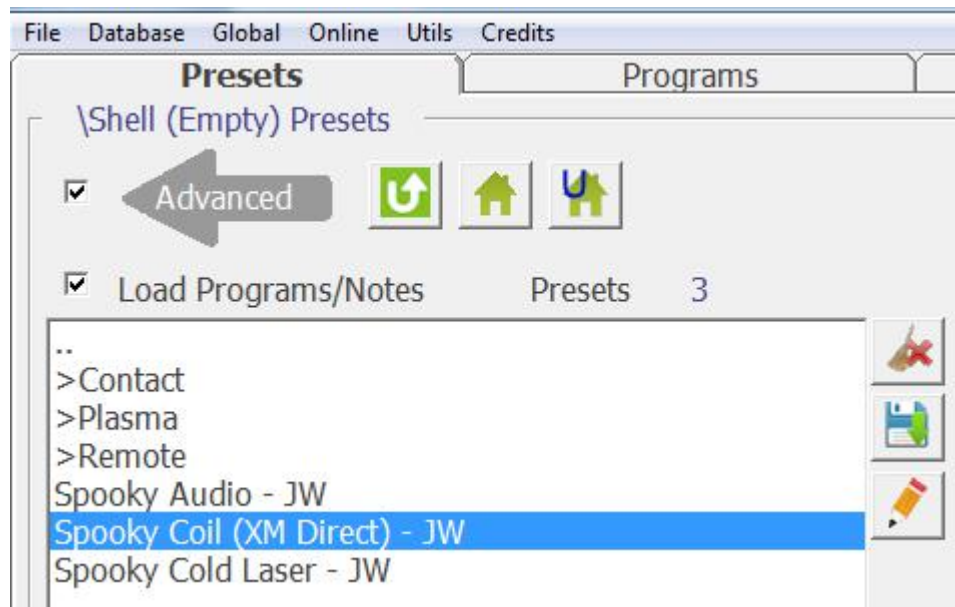 File Database Global Online Utils Credits
Presets Programs
\Shell (Empty) Presets
Advanced
Load Programs/Notes Presets 3
..
>Contact
>Plasma
>Remote
Spooky Audio - JW
Spooky Coil (XM Direct) - JW
Spooky Cold Laser - JW